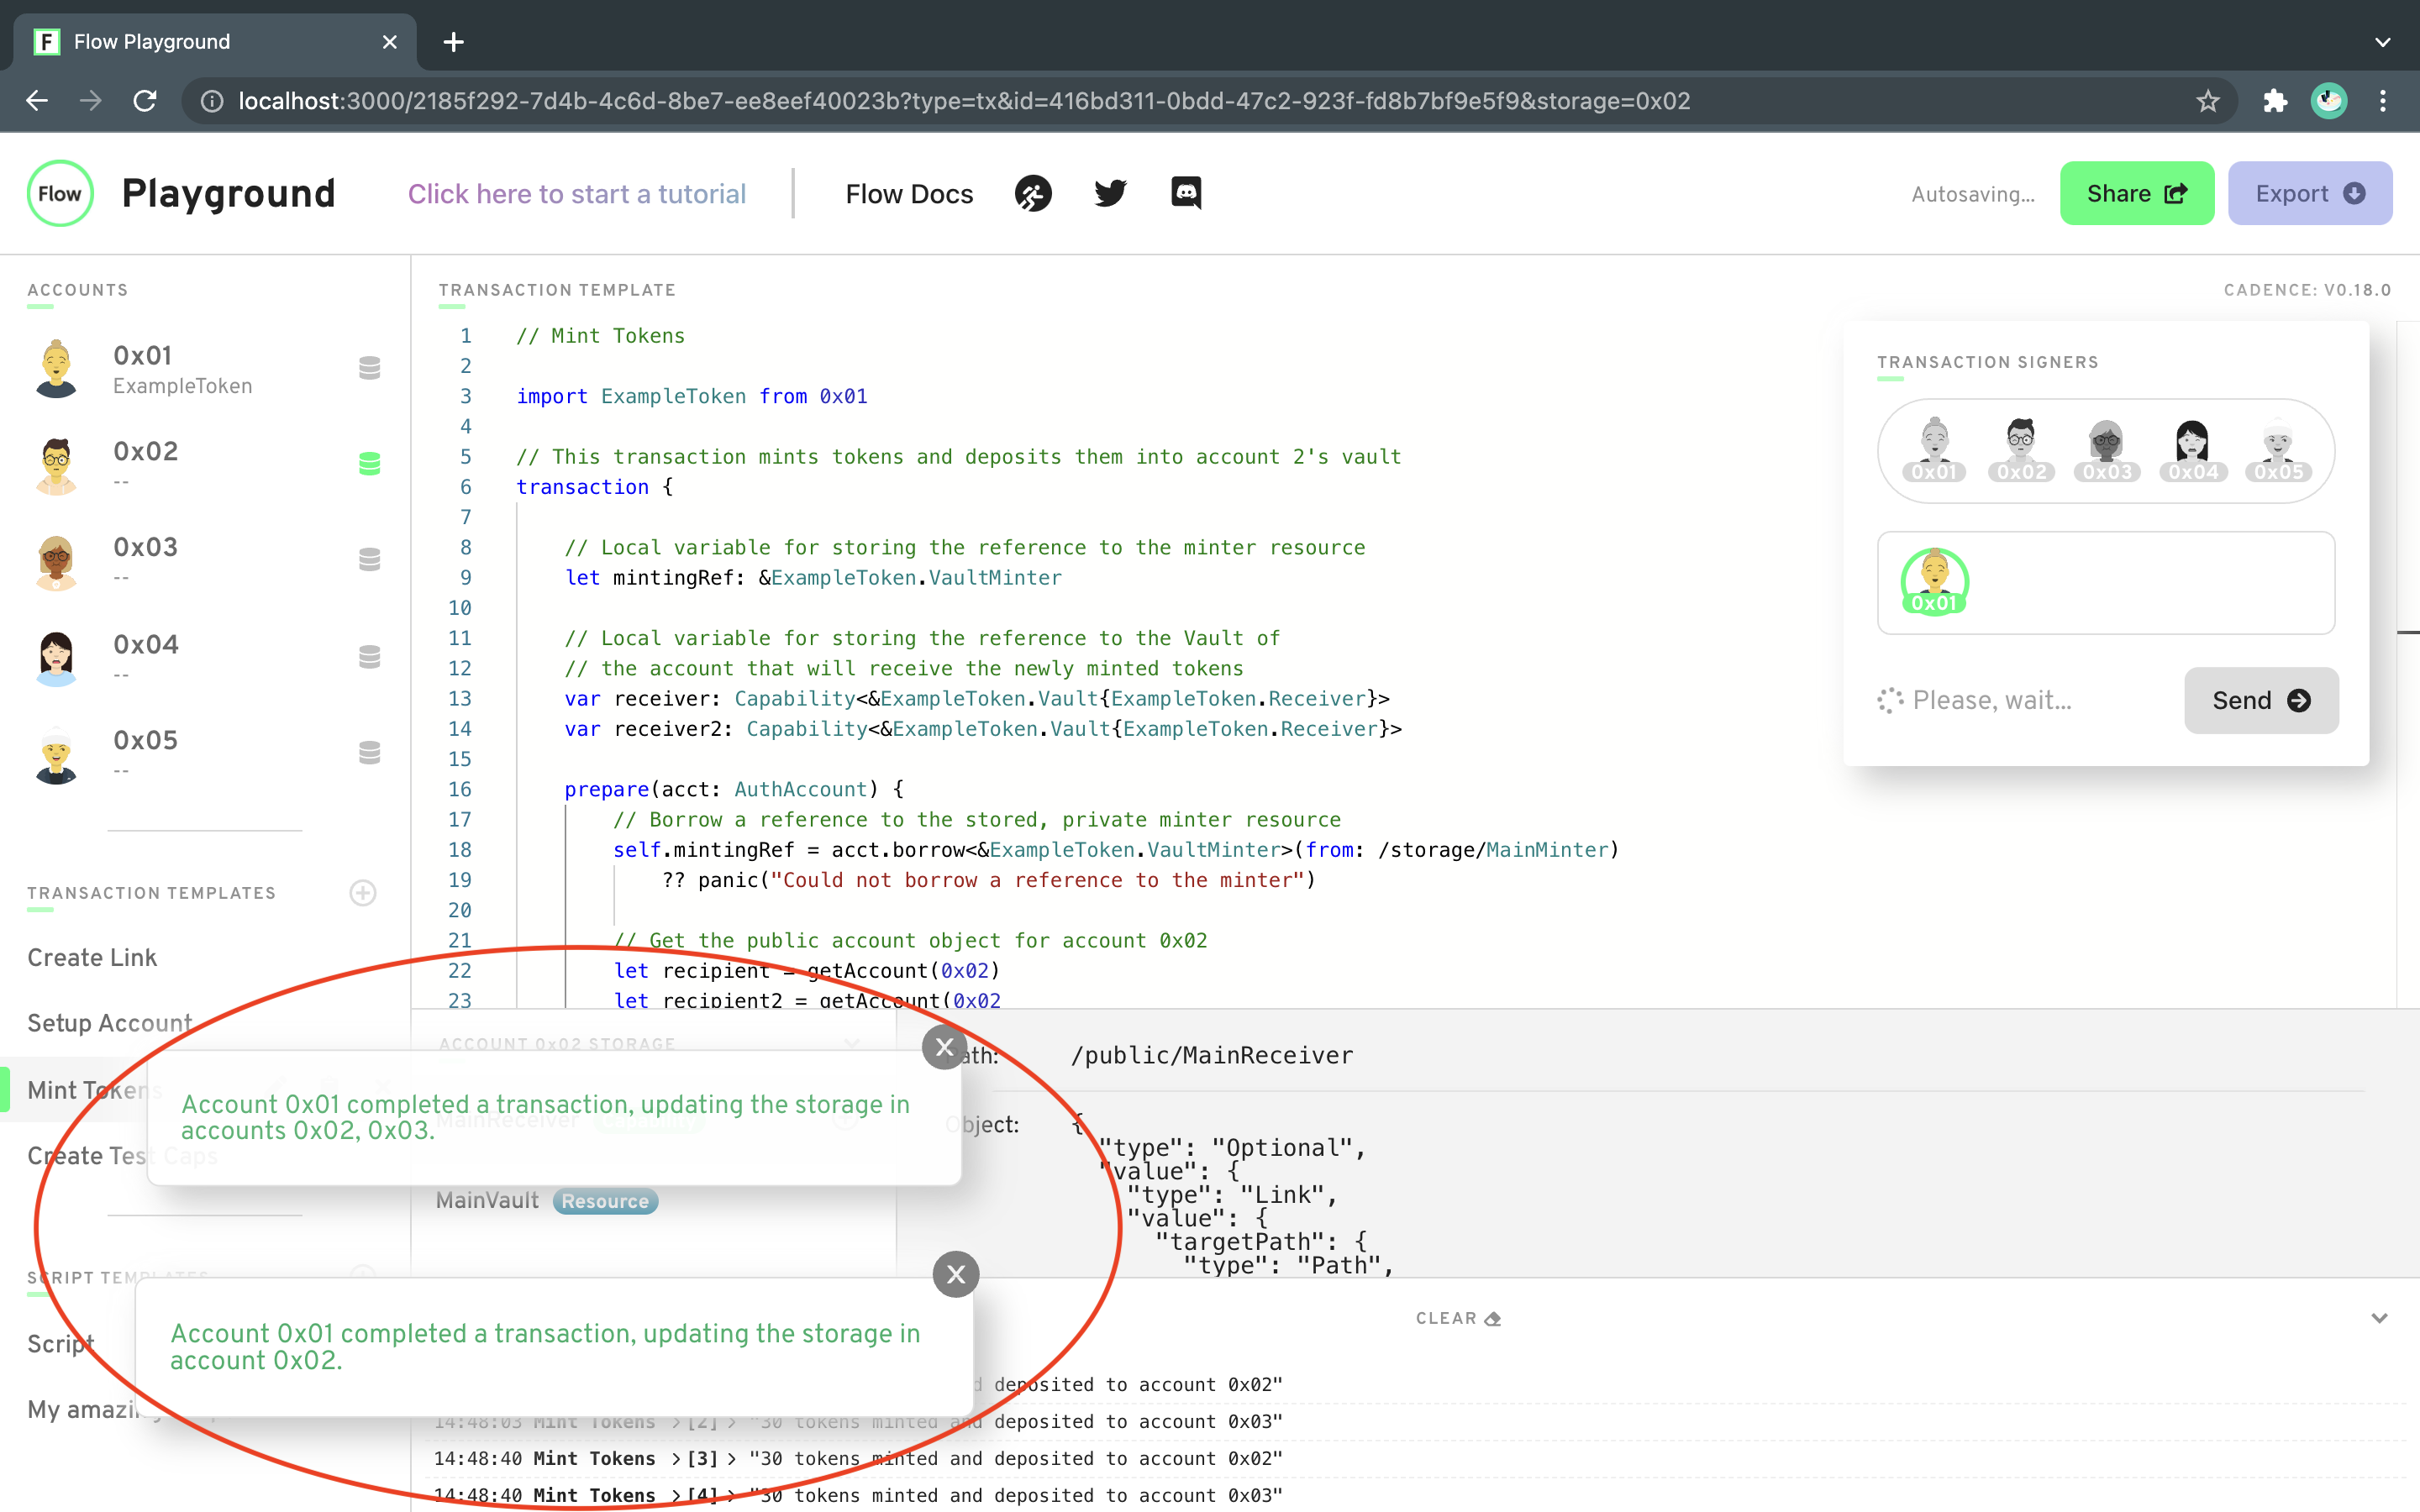 Flow Playground
localhost:3000/2185f292-7d4b-4c6d-8be7-ee8eef40023b?type=tx&id=416bd311-0bdd-47c2-923f-fd8b7bf9e5f9&storage=0x02
Flow Playground Click here to start a tutorial Flow Docs Autosaving... Share Export
ACCOUNTS
0x01
ExampleToken
0x02
--
0x03
--
0x04
--
0x05
--
TRANSACTION TEMPLATES
Create Link
Setup Account
Mint Tokens
Create Test Caps
SCRIPT TEMPLATES
Script
My amazi
TRANSACTION TEMPLATE
CADENCE: V0.18.0
1 // Mint Tokens
2
3 import ExampleToken from 0x01
4
5 // This transaction mints tokens and deposits them into account 2's vault
6 transaction {
7
8 // Local variable for storing the reference to the minter resource
9 let mintingRef: &ExampleToken.VaultMinter
10
11 // Local variable for storing the reference to the Vault of
12 // the account that will receive the newly minted tokens
13 var receiver: Capability<&ExampleToken.Vault{ExampleToken.Receiver}>
14 var receiver2: Capability<&ExampleToken.Vault{ExampleToken.Receiver}>
15
16 prepare(acct: AuthAccount) {
17 // Borrow a reference to the stored, private minter resource
18 self.mintingRef = acct.borrow<&ExampleToken.VaultMinter>(from: /storage/MainMinter)
19 ?? panic("Could not borrow a reference to the minter")
20
21 // Get the public account object for account 0x02
22 let recipient = getAccount(0x02)
23 let recipient2 = getAccount(0x02
TRANSACTION SIGNERS
0x01 0x02 0x03 0x04 0x05
0x01
Please, wait... Send
ACCOUNT 0x02 STORAGE
MainReceiver Capability
MainVault Resource
Path: /public/MainReceiver
Object: {
"type": "Optional",
"value": {
"type": "Link",
"value": {
"targetPath": {
"type": "Path",
X
Account 0x01 completed a transaction, updating the storage in
accounts 0x02, 0x03.
X
Account 0x01 completed a transaction, updating the storage in
account 0x02.
CLEAR
d deposited to account 0x02"
14:48:03 Mint Tokens >[2]> "30 tokens minted and deposited to account 0x03"
14:48:40 Mint Tokens >[3]> "30 tokens minted and deposited to account 0x02"
14:48:40 Mint Tokens >[4]> "30 tokens minted and deposited to account 0x03"